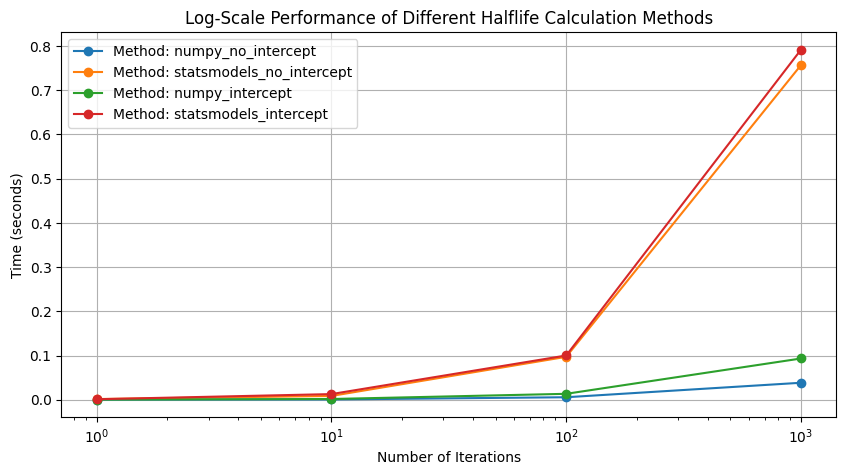 Log-Scale Performance of Different Halflife Calculation Methods
Method: numpy_no_intercept
Method: statsmodels_no_intercept
Method: numpy_intercept
Method: statsmodels_intercept
0.8
0.7
0.6
0.5
0.4
0.3
0.2
0.1
0.0
Time (seconds)
10⁰ 10¹ 10² 10³
Number of Iterations